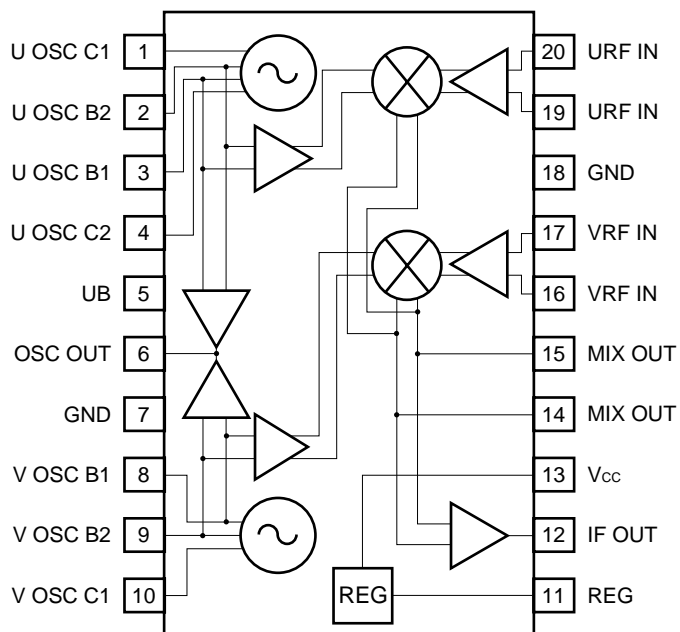 U OSC C1 1 20 URF IN
U OSC B2 2 19 URF IN
U OSC B1 3 18 GND
U OSC C2 4 17 VRF IN
UB 5 16 VRF IN
OSC OUT 6 15 MIX OUT
GND 7 14 MIX OUT
V OSC B1 8 13 VCC
V OSC B2 9 12 IF OUT
V OSC C1 10 REG 11 REG